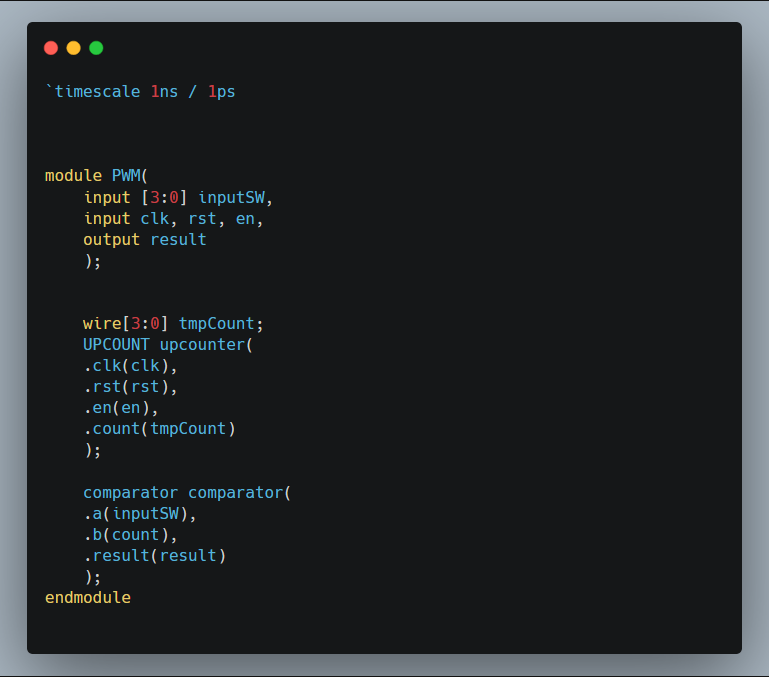 `timescale 1ns / 1ps
module PWM(
    input [3:0] inputSW,
    input clk, rst, en,
    output result
    );
    wire[3:0] tmpCount;
    UPCOUNT upcounter(
    .clk(clk),
    .rst(rst),
    .en(en),
    .count(tmpCount)
    );
    comparator comparator(
    .a(inputSW),
    .b(count),
    .result(result)
    );
endmodule